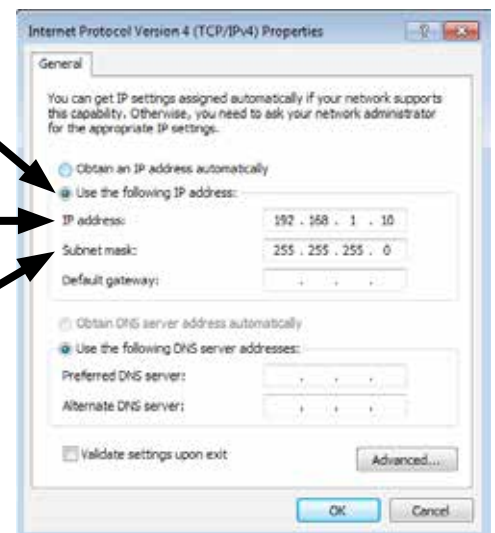 Internet Protocol Version 4 (TCP/IPv4) Properties
General
You can get IP settings assigned automatically if your network supports
this capability. Otherwise, you need to ask your network administrator
for the appropriate IP settings.
Obtain an IP address automatically
Use the following IP address:
IP address: 192 . 168 . 1 . 10
Subnet mask: 255 . 255 . 255 . 0
Default gateway: . . .
Obtain DNS server address automatically
Use the following DNS server addresses:
Preferred DNS server: . . .
Alternate DNS server: . . .
Validate settings upon exit
Advanced...
OK Cancel